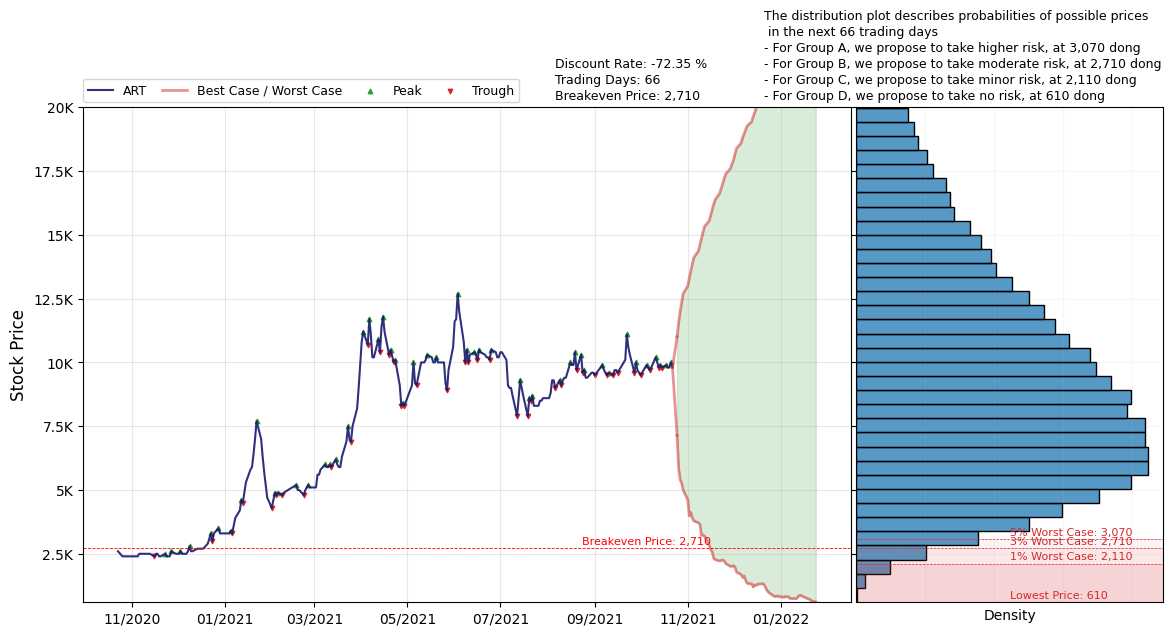 The distribution plot describes probabilities of possible prices
in the next 66 trading days
- For Group A, we propose to take higher risk, at 3,070 dong
- For Group B, we propose to take moderate risk, at 2,710 dong
- For Group C, we propose to take minor risk, at 2,110 dong
- For Group D, we propose to take no risk, at 610 dong
Discount Rate: -72.35 %
Trading Days: 66
Breakeven Price: 2,710
ART
Best Case / Worst Case
Peak
Trough
Stock Price
20K
17.5K
15K
12.5K
10K
7.5K
5K
2.5K
Breakeven Price: 2,710
11/2020
01/2021
03/2021
05/2021
07/2021
09/2021
11/2021
01/2022
5% Worst Case: 3,070
3% Worst Case: 2,710
1% Worst Case: 2,110
Lowest Price: 610
Density